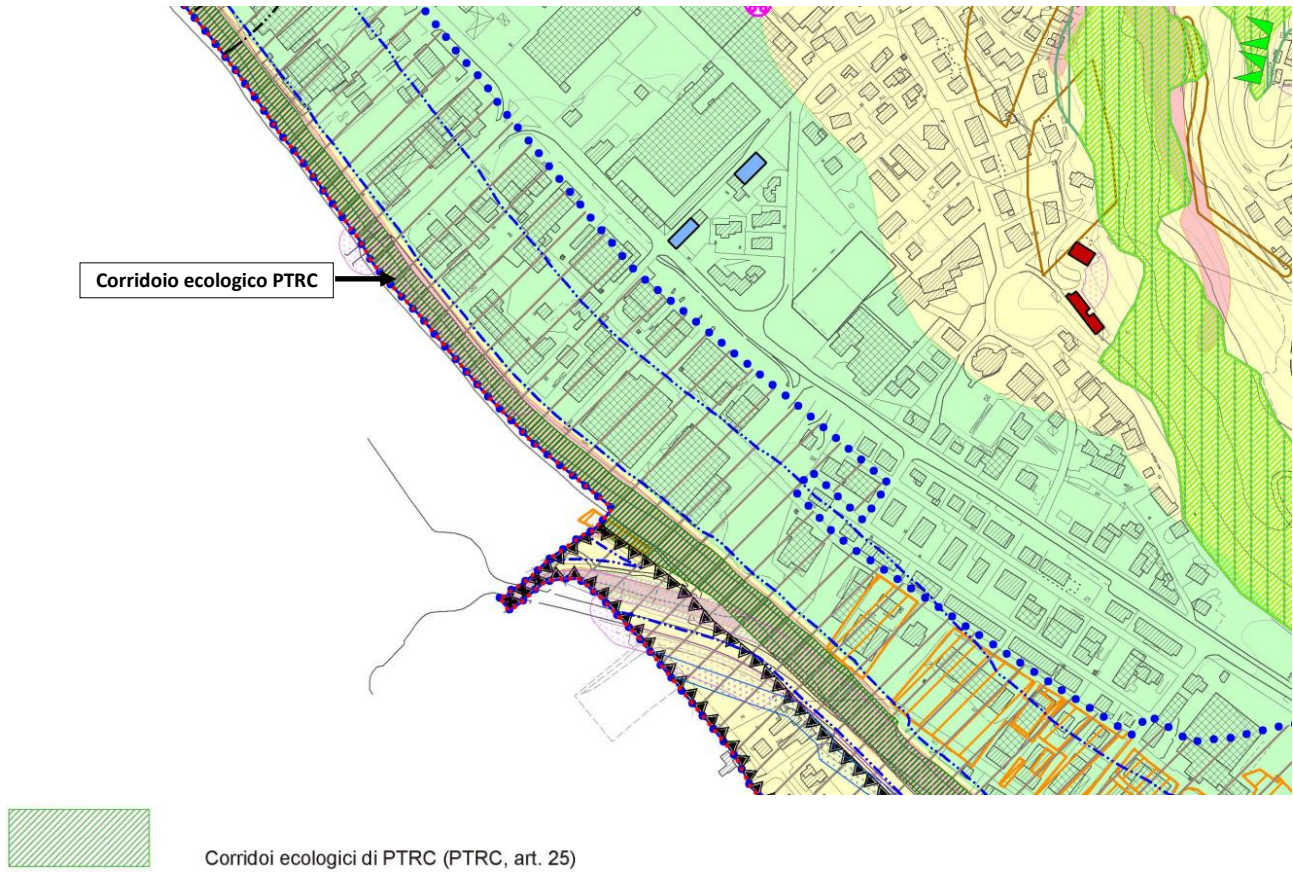 Corridoio ecologico PTRC
Corridoi ecologici di PTRC (PTRC, art. 25)